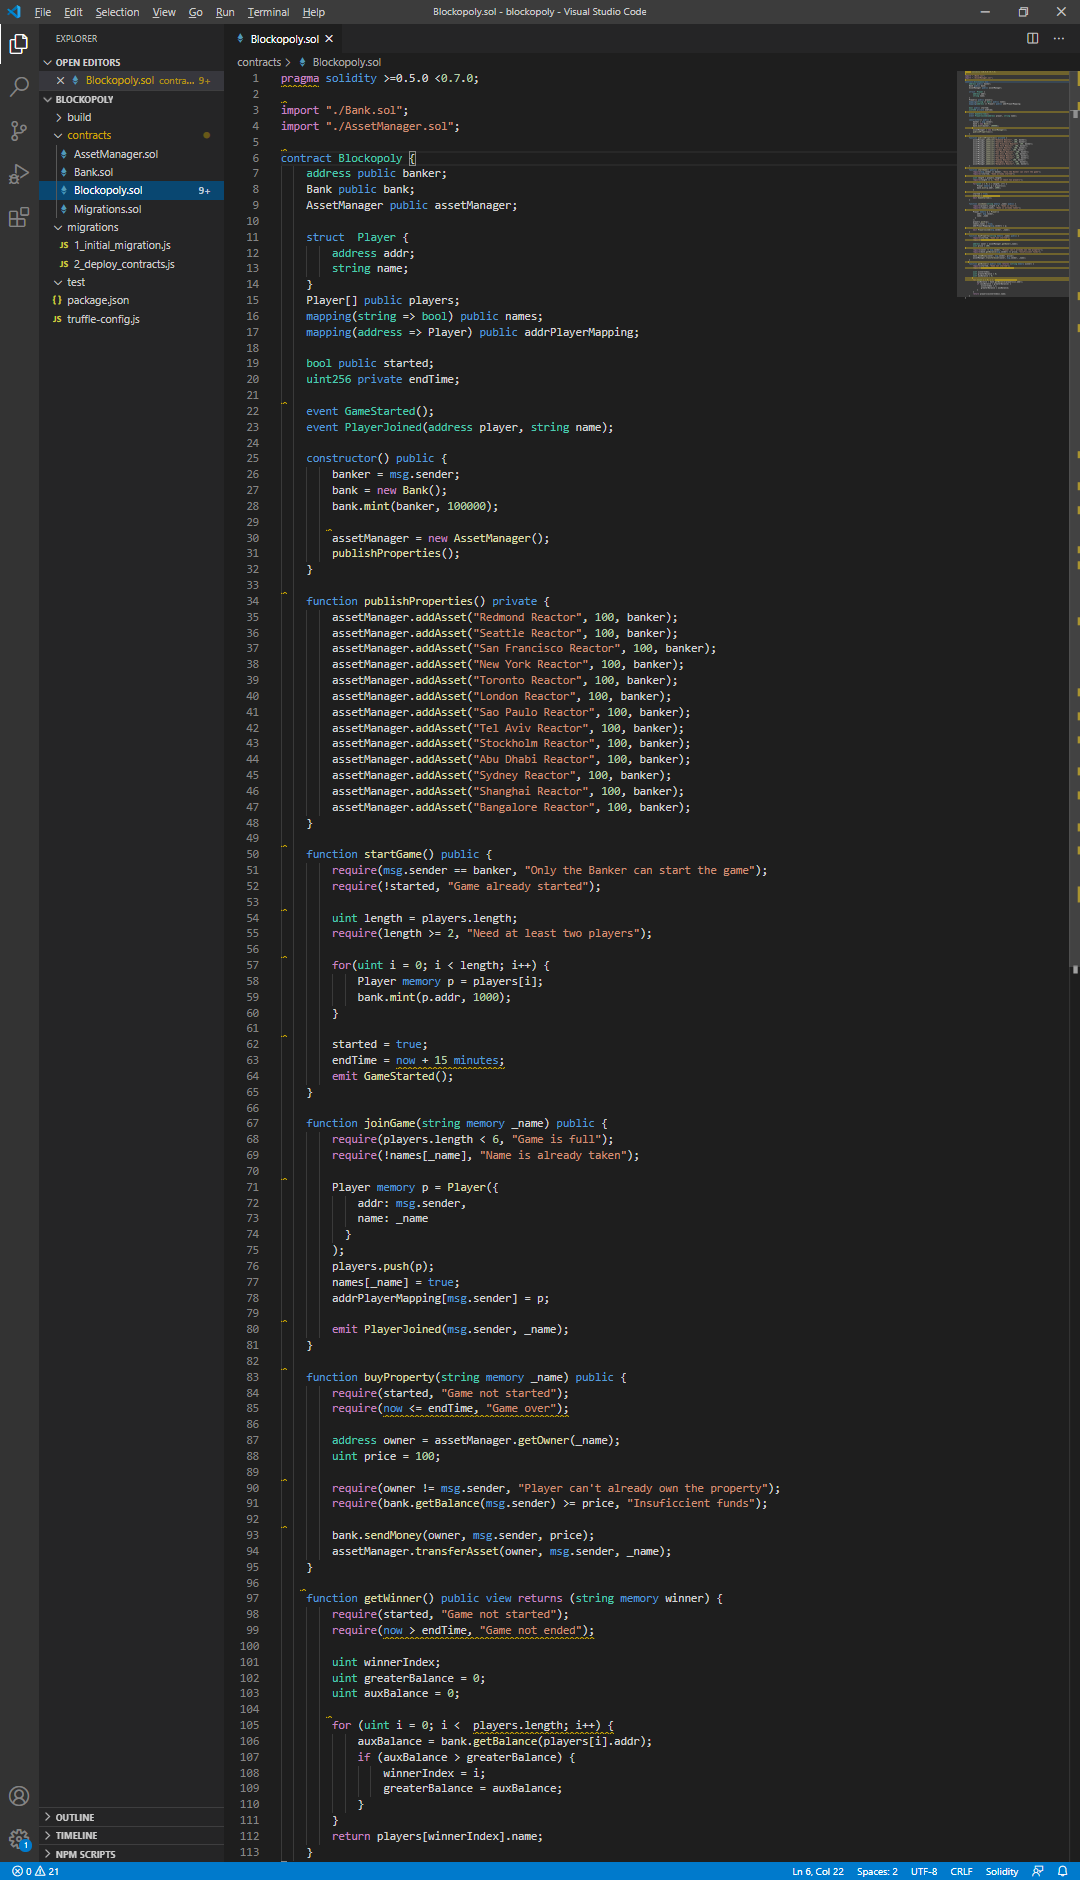 File Edit Selection View Go Run Terminal Help
Blockopoly.sol - blockopoly - Visual Studio Code
EXPLORER
OPEN EDITORS
Blockopoly.sol contra... 9+
BLOCKOPOLY
build
contracts
AssetManager.sol
Bank.sol
Blockopoly.sol 9+
Migrations.sol
migrations
JS 1_initial_migration.js
JS 2_deploy_contracts.js
test
{} package.json
JS truffle-config.js
OUTLINE
TIMELINE
NPM SCRIPTS
Blockopoly.sol
contracts > Blockopoly.sol
1 pragma solidity >=0.5.0 <0.7.0;
2
3 import "./Bank.sol";
4 import "./AssetManager.sol";
5
6 contract Blockopoly {
7 address public banker;
8 Bank public bank;
9 AssetManager public assetManager;
10
11 struct  Player {
12 address addr;
13 string name;
14 }
15 Player[] public players;
16 mapping(string => bool) public names;
17 mapping(address => Player) public addrPlayerMapping;
18
19 bool public started;
20 uint256 private endTime;
21
22 event GameStarted();
23 event PlayerJoined(address player, string name);
24
25 constructor() public {
26 banker = msg.sender;
27 bank = new Bank();
28 bank.mint(banker, 100000);
29
30 assetManager = new AssetManager();
31 publishProperties();
32 }
33
34 function publishProperties() private {
35 assetManager.addAsset("Redmond Reactor", 100, banker);
36 assetManager.addAsset("Seattle Reactor", 100, banker);
37 assetManager.addAsset("San Francisco Reactor", 100, banker);
38 assetManager.addAsset("New York Reactor", 100, banker);
39 assetManager.addAsset("Toronto Reactor", 100, banker);
40 assetManager.addAsset("London Reactor", 100, banker);
41 assetManager.addAsset("Sao Paulo Reactor", 100, banker);
42 assetManager.addAsset("Tel Aviv Reactor", 100, banker);
43 assetManager.addAsset("Stockholm Reactor", 100, banker);
44 assetManager.addAsset("Abu Dhabi Reactor", 100, banker);
45 assetManager.addAsset("Sydney Reactor", 100, banker);
46 assetManager.addAsset("Shanghai Reactor", 100, banker);
47 assetManager.addAsset("Bangalore Reactor", 100, banker);
48 }
49
50 function startGame() public {
51 require(msg.sender == banker, "Only the Banker can start the game");
52 require(!started, "Game already started");
53
54 uint length = players.length;
55 require(length >= 2, "Need at least two players");
56
57 for(uint i = 0; i < length; i++) {
58 Player memory p = players[i];
59 bank.mint(p.addr, 1000);
60 }
61
62 started = true;
63 endTime = now + 15 minutes;
64 emit GameStarted();
65 }
66
67 function joinGame(string memory _name) public {
68 require(players.length < 6, "Game is full");
69 require(!names[_name], "Name is already taken");
70
71 Player memory p = Player({
72 addr: msg.sender,
73 name: _name
74 }
75 );
76 players.push(p);
77 names[_name] = true;
78 addrPlayerMapping[msg.sender] = p;
79
80 emit PlayerJoined(msg.sender, _name);
81 }
82
83 function buyProperty(string memory _name) public {
84 require(started, "Game not started");
85 require(now <= endTime, "Game over");
86
87 address owner = assetManager.getOwner(_name);
88 uint price = 100;
89
90 require(owner != msg.sender, "Player can't already own the property");
91 require(bank.getBalance(msg.sender) >= price, "Insuficcient funds");
92
93 bank.sendMoney(owner, msg.sender, price);
94 assetManager.transferAsset(owner, msg.sender, _name);
95 }
96
97 function getWinner() public view returns (string memory winner) {
98 require(started, "Game not started");
99 require(now > endTime, "Game not ended");
100
101 uint winnerIndex;
102 uint greaterBalance = 0;
103 uint auxBalance = 0;
104
105 for (uint i = 0; i <  players.length; i++) {
106 auxBalance = bank.getBalance(players[i].addr);
107 if (auxBalance > greaterBalance) {
108 winnerIndex = i;
109 greaterBalance = auxBalance;
110 }
111 }
112 return players[winnerIndex].name;
113 }
1
0 21
Ln 6, Col 22 Spaces: 2 UTF-8 CRLF Solidity